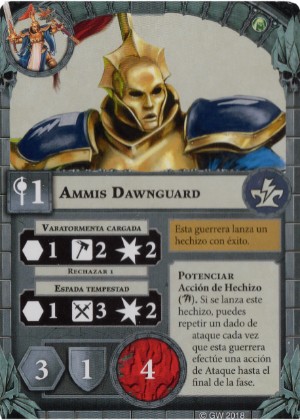 1 AMMIS DAWNGUARD
VARATORMENTA CARGADA
1 2 2
RECHAZAR 1
ESPADA TEMPESTAD
1 3 2
3 1 4
Esta guerrera lanza un
hechizo con éxito.
POTENCIAR
Acción de Hechizo
( ). Si se lanza este
hechizo, puedes
repetir un dado de
ataque cada vez
que esta guerrera
efectúe una acción
de Ataque hasta el
final de la fase.
© GW 2018